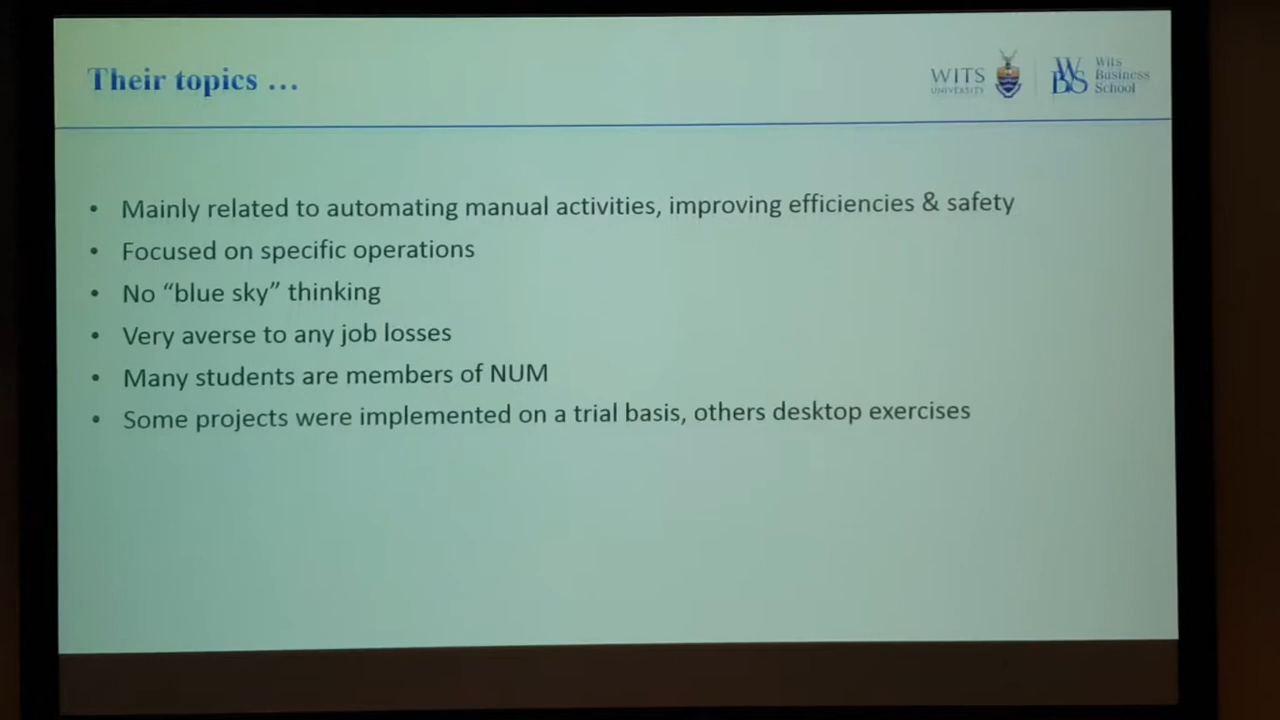 Their topics ...
WITS
UNIVERSITY
WBS
Wits
Business
School
• Mainly related to automating manual activities, improving efficiencies & safety
• Focused on specific operations
• No “blue sky” thinking
• Very averse to any job losses
• Many students are members of NUM
• Some projects were implemented on a trial basis, others desktop exercises